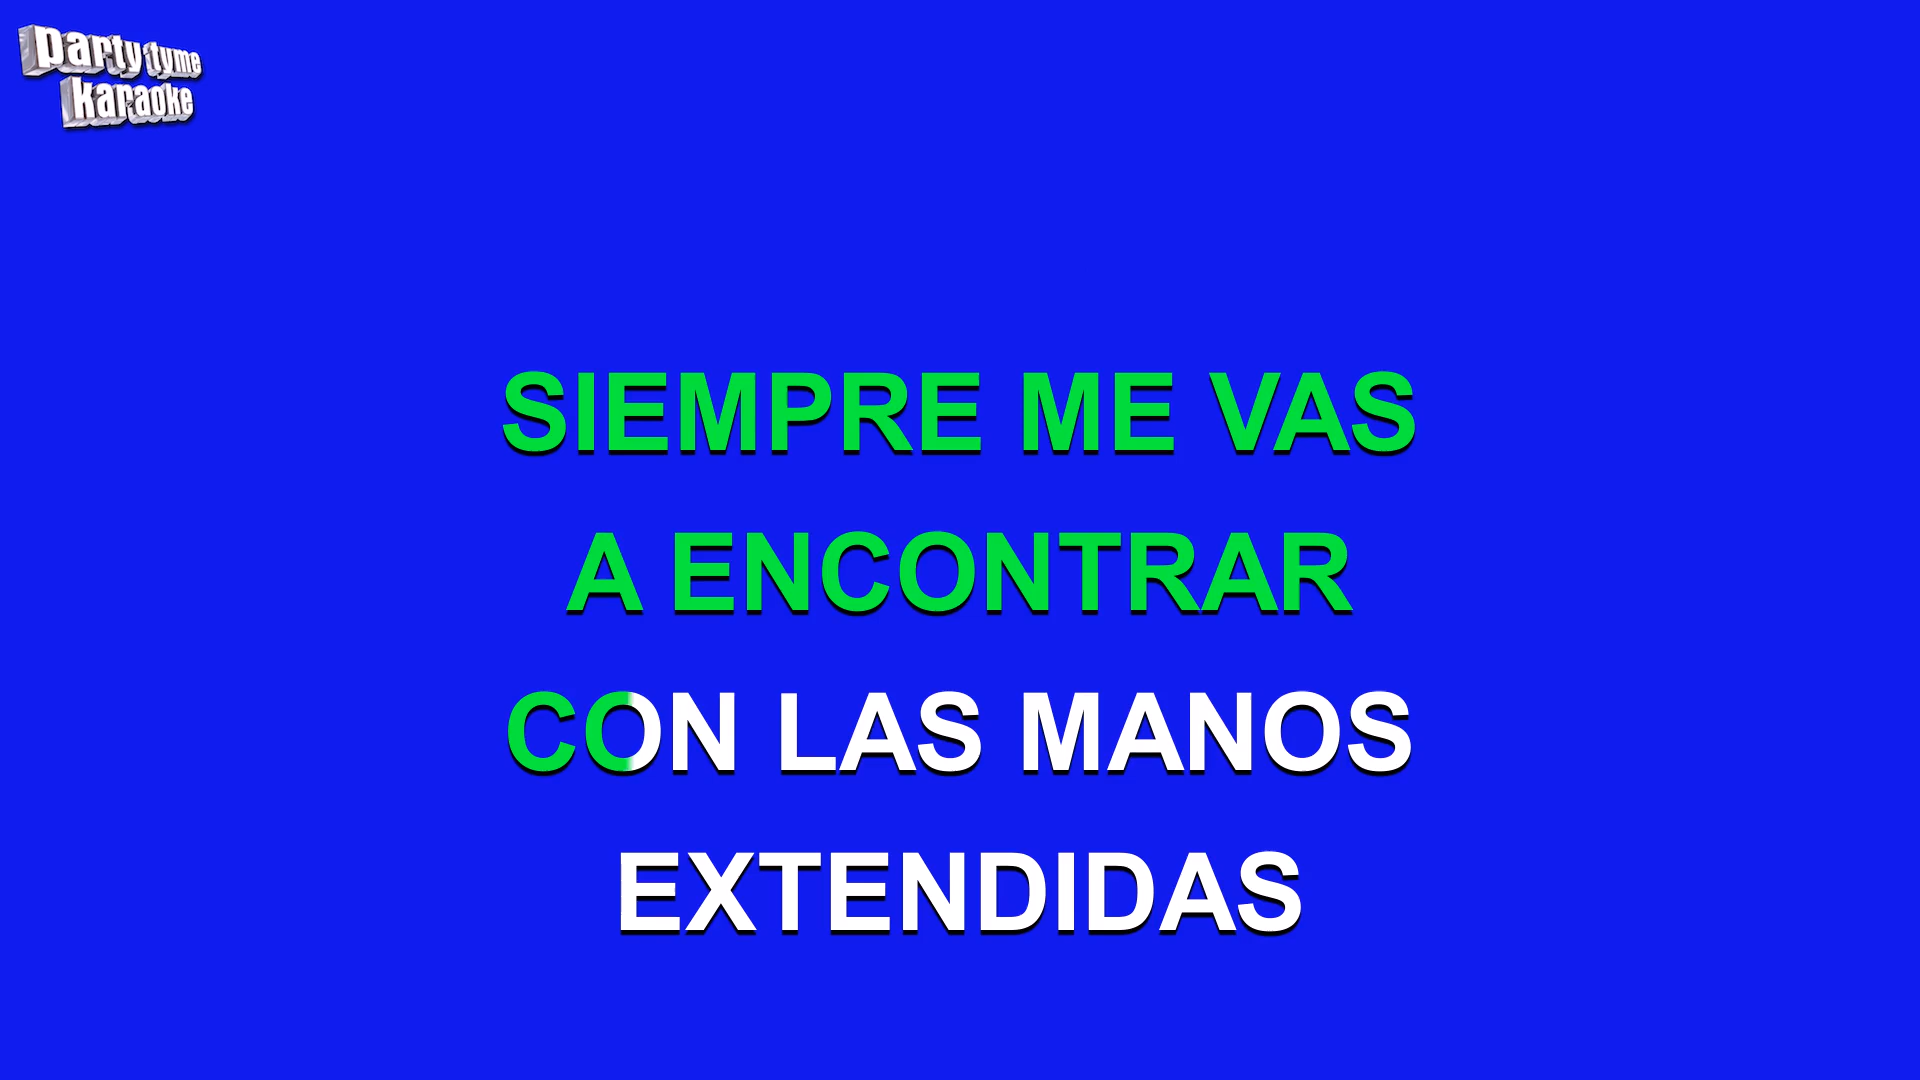 party tyme
karaoke
SIEMPRE ME VAS
A ENCONTRAR
CON LAS MANOS
EXTENDIDAS